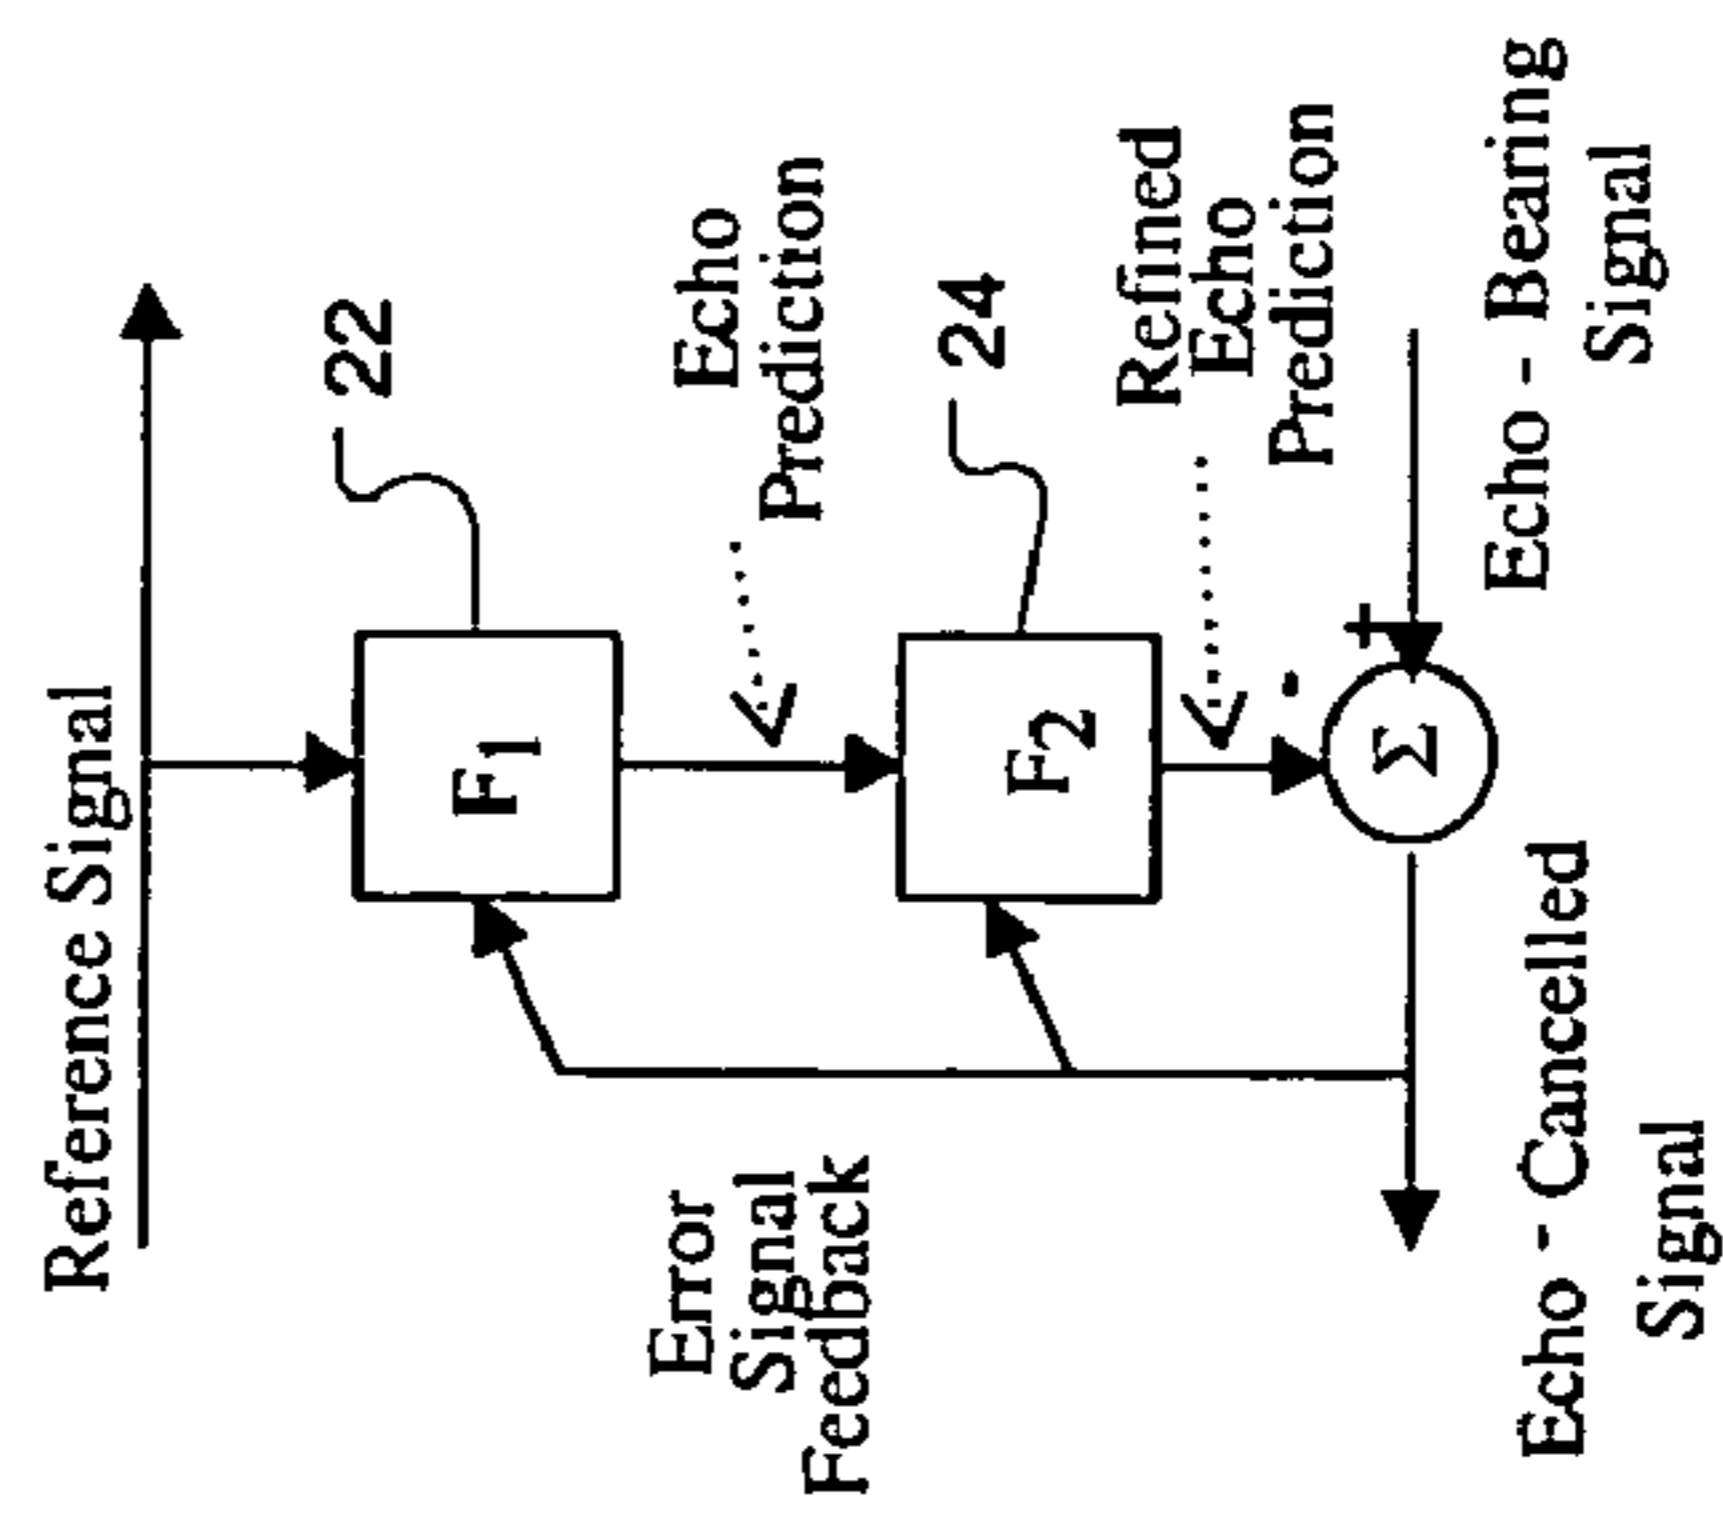 Reference Signal
22
F1
Echo
Prediction
Error
Signal
Feedback
24
F2
Refined
Echo
Prediction
-
+
Σ
Echo - Bearing
Signal
Echo - Cancelled
Signal